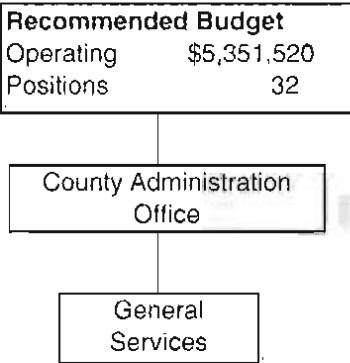 Recommended Budget
Operating $5,351,520
Positions 32
County Administration
Office
General
Services